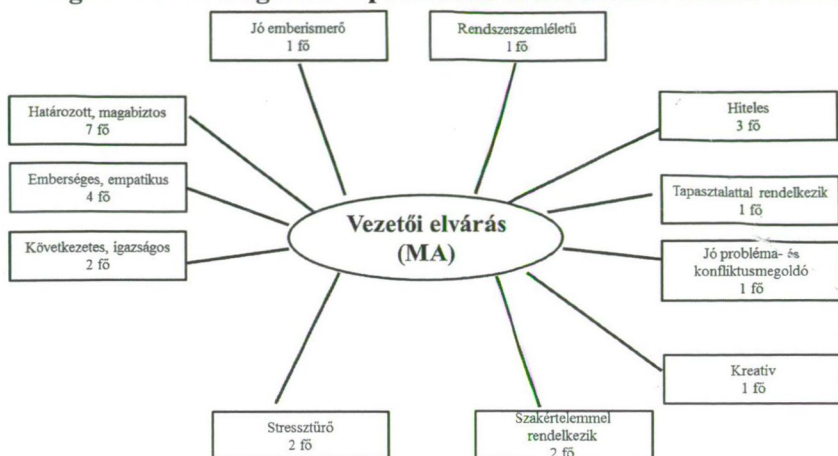 Jó emberismerő
1 fő
Rendszerszemléletű
1 fő
Határozott, magabiztos
7 fő
Hiteles
3 fő
Emberséges, empatikus
4 fő
Tapasztalattal rendelkezik
1 fő
Vezetői elvárás
(MA)
Következetes, igazságos
2 fő
Jó probléma- és
konfliktusmegoldó
1 fő
Kreatív
1 fő
Stressztűrő
2 fő
Szakértelemmel
rendelkezik
2 fő